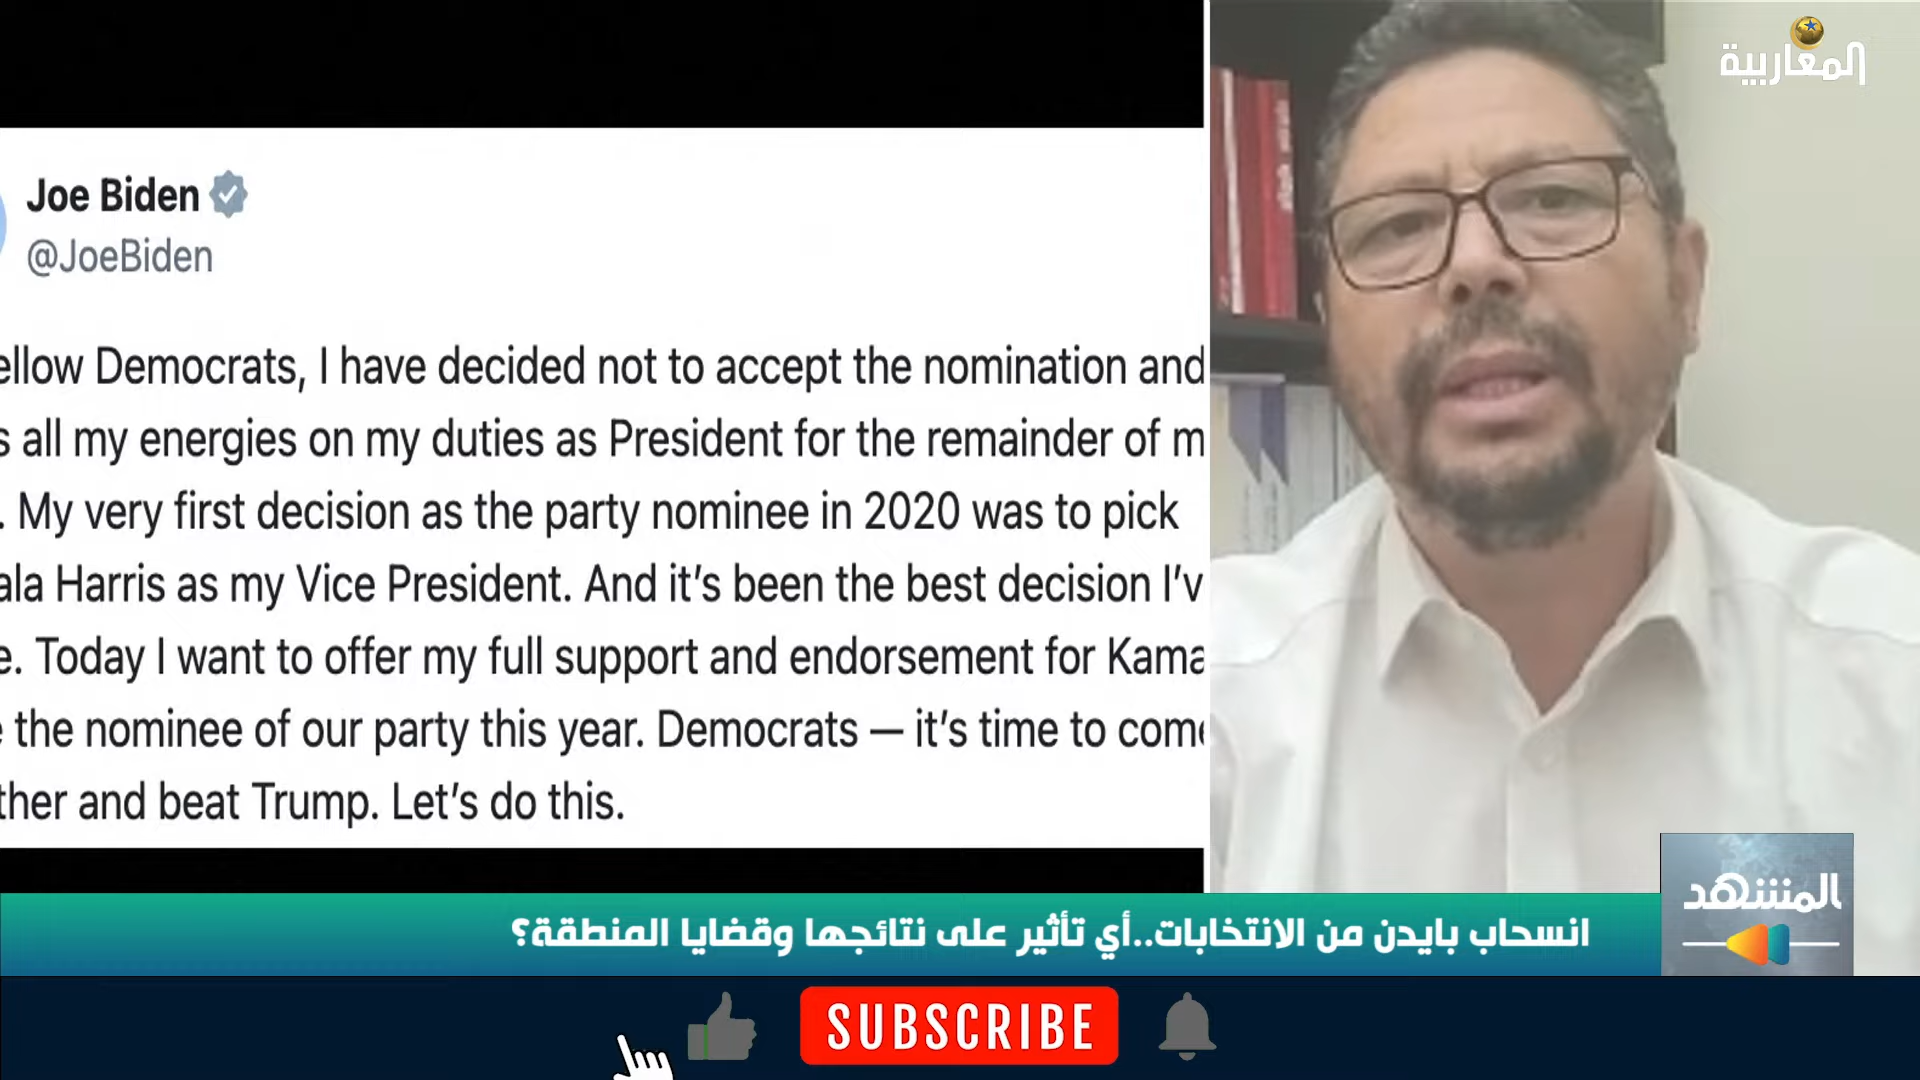 المغاربية
Joe Biden
@JoeBiden
ellow Democrats, I have decided not to accept the nomination and
s all my energies on my duties as President for the remainder of m
. My very first decision as the party nominee in 2020 was to pick
ala Harris as my Vice President. And it’s been the best decision I’v
e. Today I want to offer my full support and endorsement for Kama
e the nominee of our party this year. Democrats — it’s time to come
ther and beat Trump. Let’s do this.
المشهد
انسحاب بايدن من الانتخابات..أي تأثير على نتائجها وقضايا المنطقة؟
SUBSCRIBE